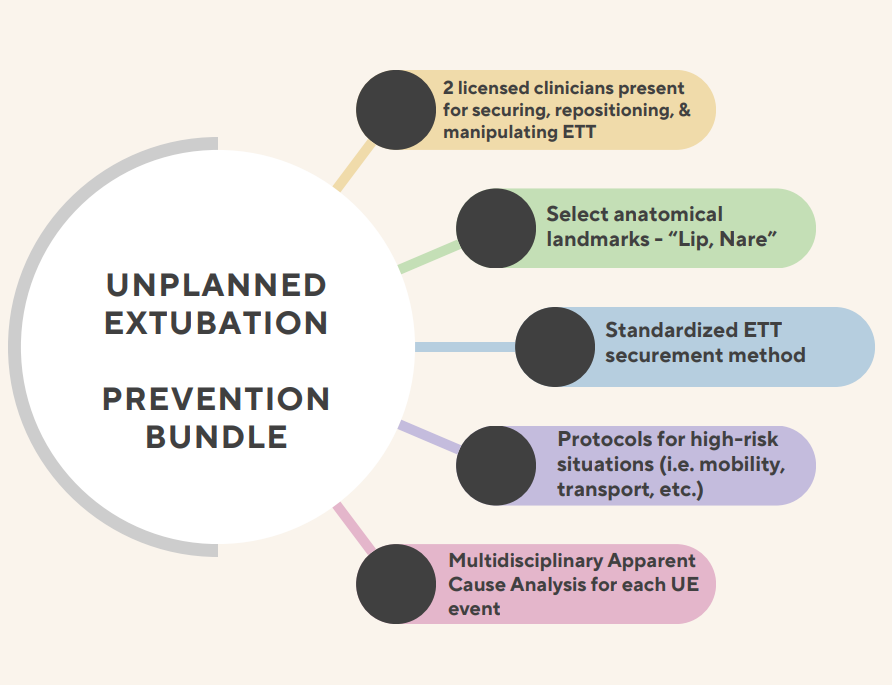 UNPLANNED
EXTUBATION
PREVENTION
BUNDLE
2 licensed clinicians present
for securing, repositioning, &
manipulating ETT
Select anatomical
landmarks - “Lip, Nare”
Standardized ETT
securement method
Protocols for high-risk
situations (i.e. mobility,
transport, etc.)
Multidisciplinary Apparent
Cause Analysis for each UE
event